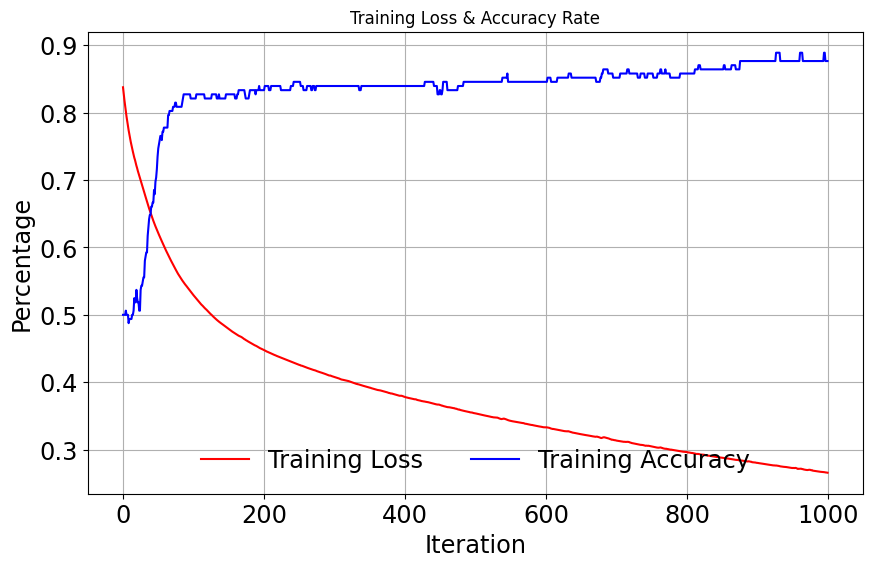 Training Loss & Accuracy Rate
0.9
0.8
0.7
0.6
0.5
0.4
0.3
Percentage
Training Loss Training Accuracy
0 200 400 600 800 1000
Iteration